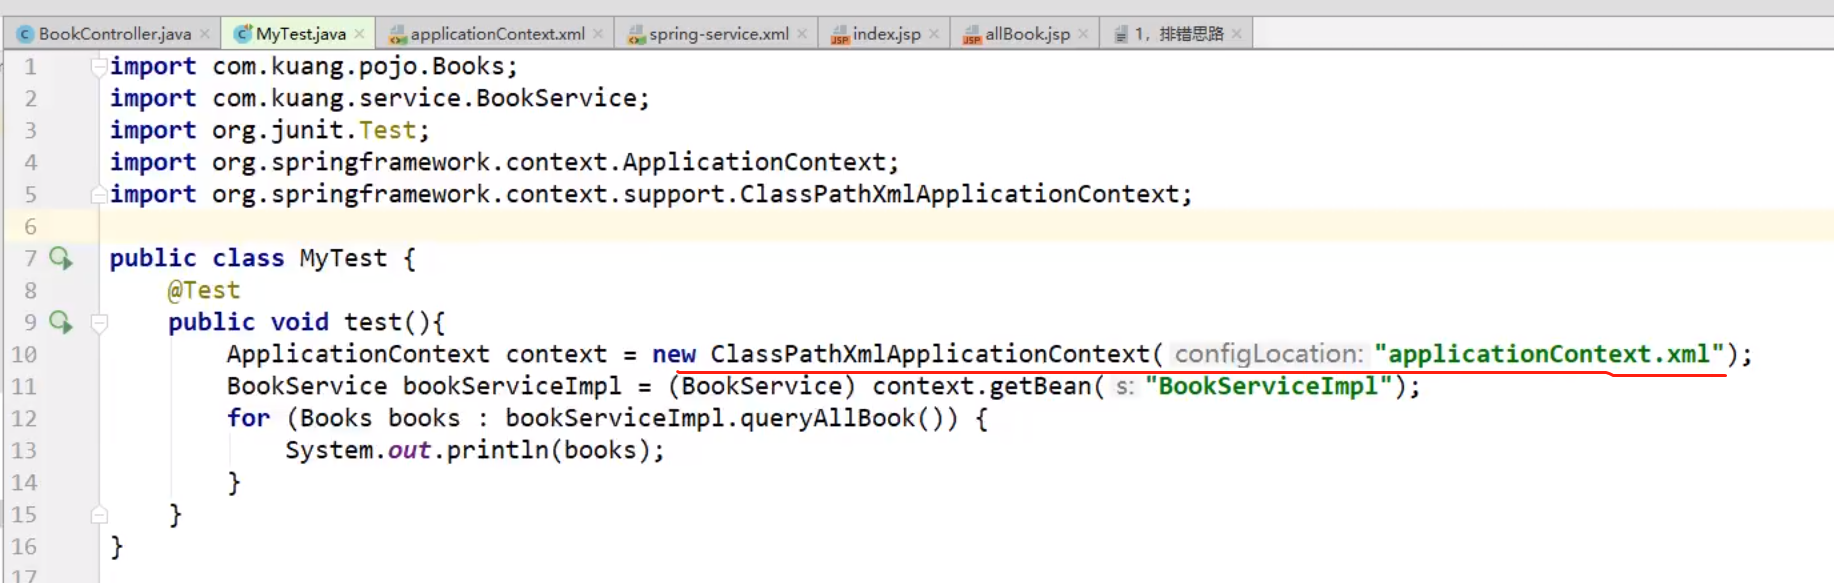 BookController.java MyTest.java applicationContext.xml spring-service.xml index.jsp allBook.jsp 1，排错思路
1 import com.kuang.pojo.Books;
2 import com.kuang.service.BookService;
3 import org.junit.Test;
4 import org.springframework.context.ApplicationContext;
5 import org.springframework.context.support.ClassPathXmlApplicationContext;
6
7 public class MyTest {
8 @Test
9 public void test(){
10 ApplicationContext context = new ClassPathXmlApplicationContext( configLocation: "applicationContext.xml");
11 BookService bookServiceImpl = (BookService) context.getBean( s: "BookServiceImpl");
12 for (Books books : bookServiceImpl.queryAllBook()) {
13 System.out.println(books);
14 }
15 }
16 }
17